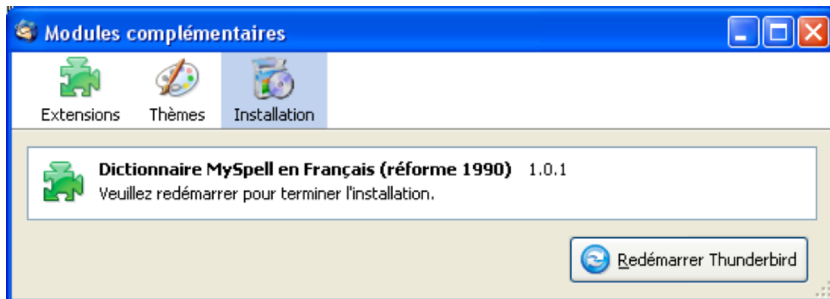 Modules complémentaires
Extensions Thèmes Installation
Dictionnaire MySpell en Français (réforme 1990) 1.0.1
Veuillez redémarrer pour terminer l'installation.
Redémarrer Thunderbird